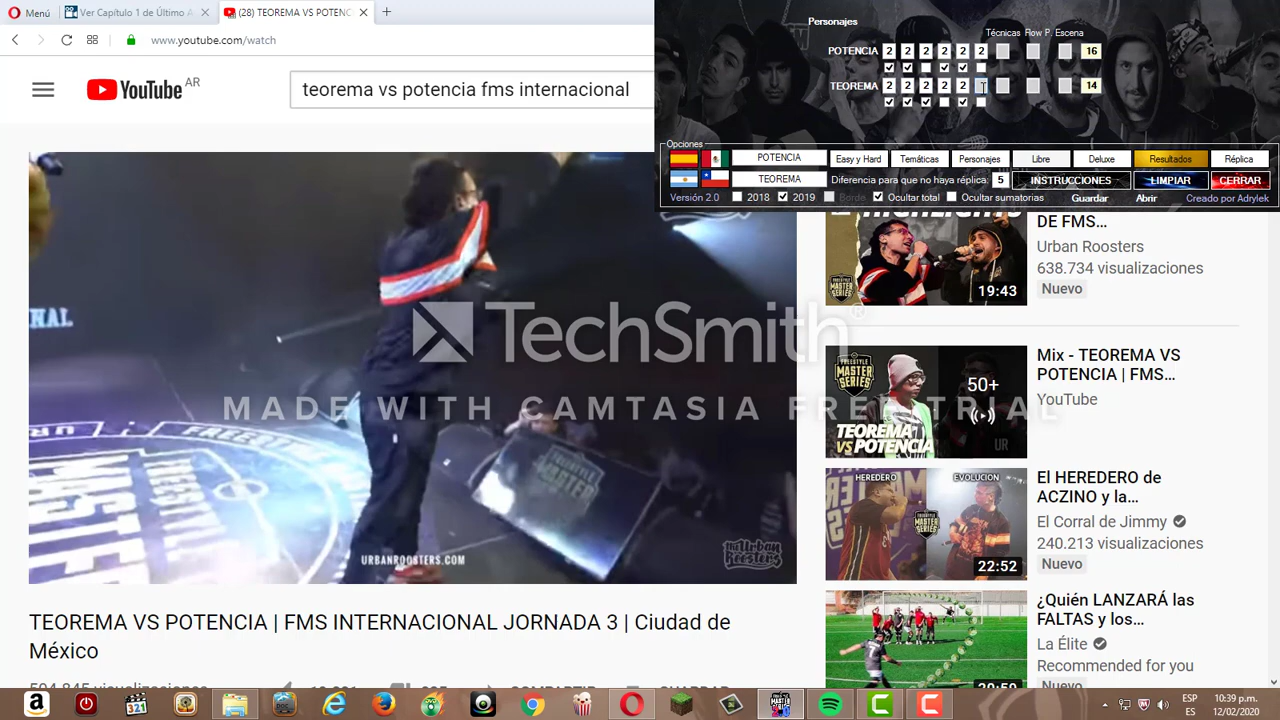 Menú
Ver Capítulo 1 de Último A
(28) TEOREMA VS POTENC
www.youtube.com/watch
YouTube AR
teorema vs potencia fms internacional
Personajes
Técnicas Flow P. Escena
POTENCIA 2 2 2 2 2 2 16
TEOREMA 2 2 2 2 2 14
Opciones
POTENCIA Easy y Hard Temáticas Personajes Libre Deluxe Resultados Réplica
TEOREMA Diferencia para que no haya réplica: 5 INSTRUCCIONES LIMPIAR CERRAR
Versión 2.0 2018 2019 Borde Ocultar total Ocultar sumatorias Guardar Abrir Creado por Adrylek
DE FMS...
Urban Roosters
638.734 visualizaciones
Nuevo
19:43
Mix - TEOREMA VS
POTENCIA | FMS...
YouTube
FREESTYLE
MASTER
SERIES
50+
TEOREMA
VS POTENCIA
UR
El HEREDERO de
ACZINO y la...
El Corral de Jimmy
240.213 visualizaciones
Nuevo
HEREDERO
EVOLUCION
22:52
¿Quién LANZARÁ las
FALTAS y los...
La Élite
Recommended for you
TechSmith®
MADE WITH CAMTASIA FREE TRIAL
URBANROOSTERS.COM
Urban
Roosters
TEOREMA VS POTENCIA | FMS INTERNACIONAL JORNADA 3 | Ciudad de
México
ESP
ES
10:39 p.m.
12/02/2020